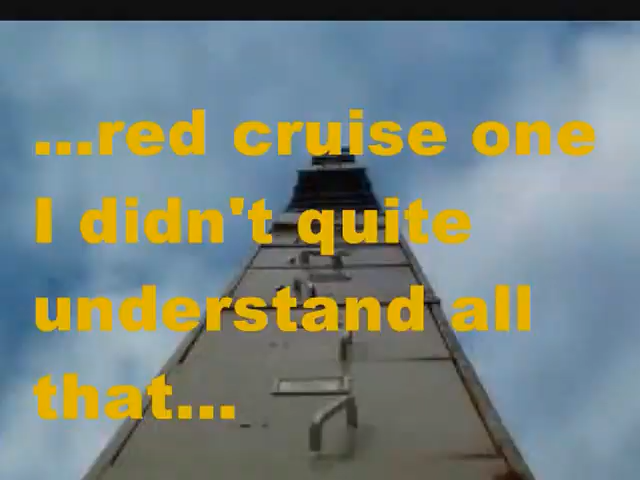 ...red cruise one
I didn't quite
understand all
that...